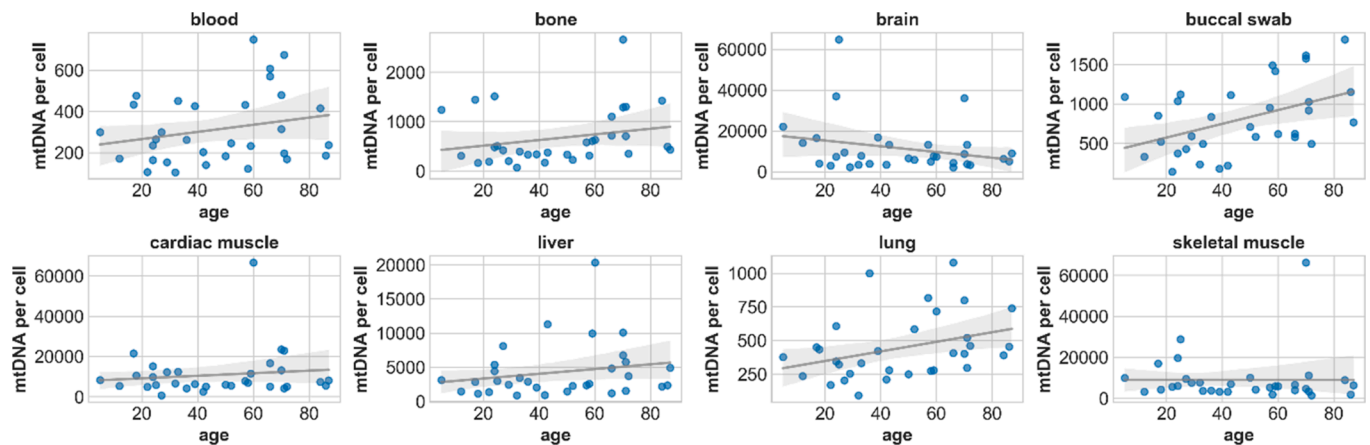 blood
mtDNA per cell
600
400
200
20 40 60 80
age
bone
mtDNA per cell
2000
1000
0
20 40 60 80
age
brain
mtDNA per cell
60000
40000
20000
0
20 40 60 80
age
buccal swab
mtDNA per cell
1500
1000
500
20 40 60 80
age
cardiac muscle
mtDNA per cell
60000
40000
20000
0
20 40 60 80
age
liver
mtDNA per cell
20000
15000
10000
5000
0
20 40 60 80
age
lung
mtDNA per cell
1000
750
500
250
20 40 60 80
age
skeletal muscle
mtDNA per cell
60000
40000
20000
0
20 40 60 80
age